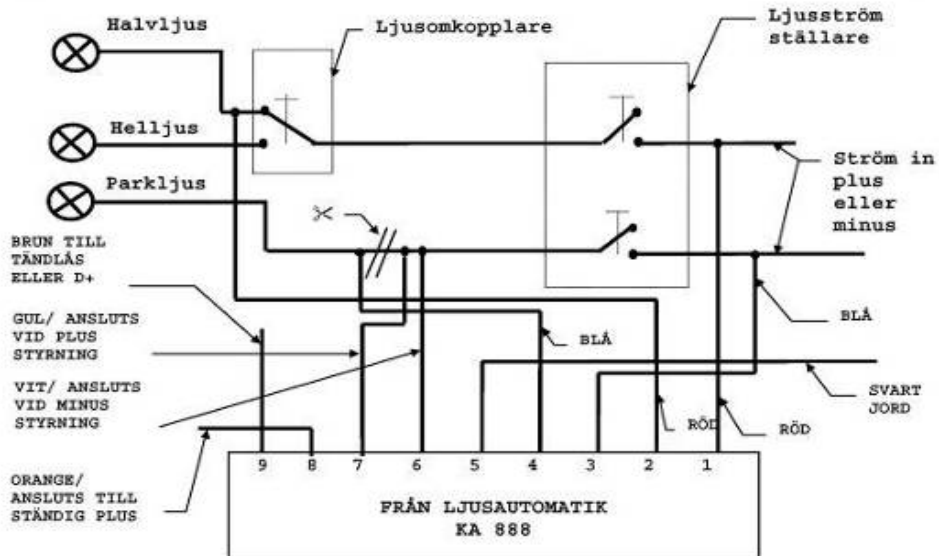 Halvljus
Ljusomkopplare
Ljusström
ställare
Helljus
Parkljus
Ström in
plus
eller
minus
BRUN TILL
TÄNDLÅS
ELLER D+
GUL/ ANSLUTS
VID PLUS
STYRNING
BLÅ
BLÅ
VIT/ ANSLUTS
VID MINUS
STYRNING
SVART
JORD
RÖD
RÖD
ORANGE/
ANSLUTS TILL
STÄNDIG PLUS
9 8 7 6 5 4 3 2 1
FRÅN LJUSAUTOMATIK
KA 888